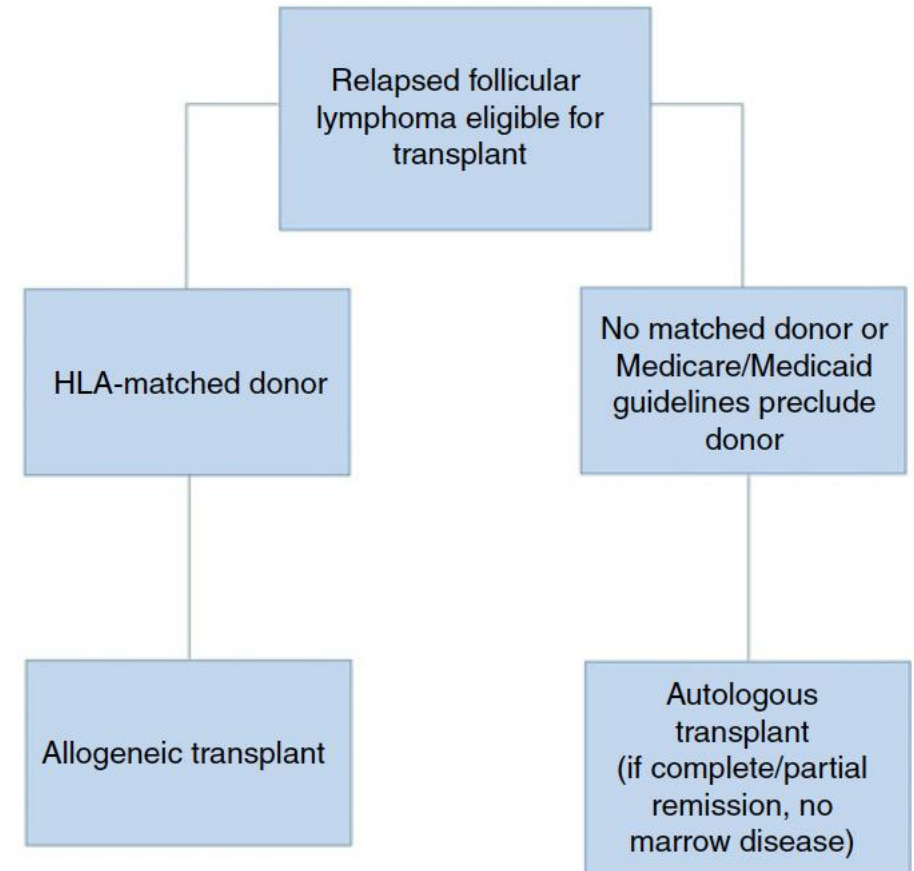 Relapsed follicular
lymphoma eligible for
transplant
HLA-matched donor
No matched donor or
Medicare/Medicaid
guidelines preclude
donor
Allogeneic transplant
Autologous
transplant
(if complete/partial
remission, no
marrow disease)